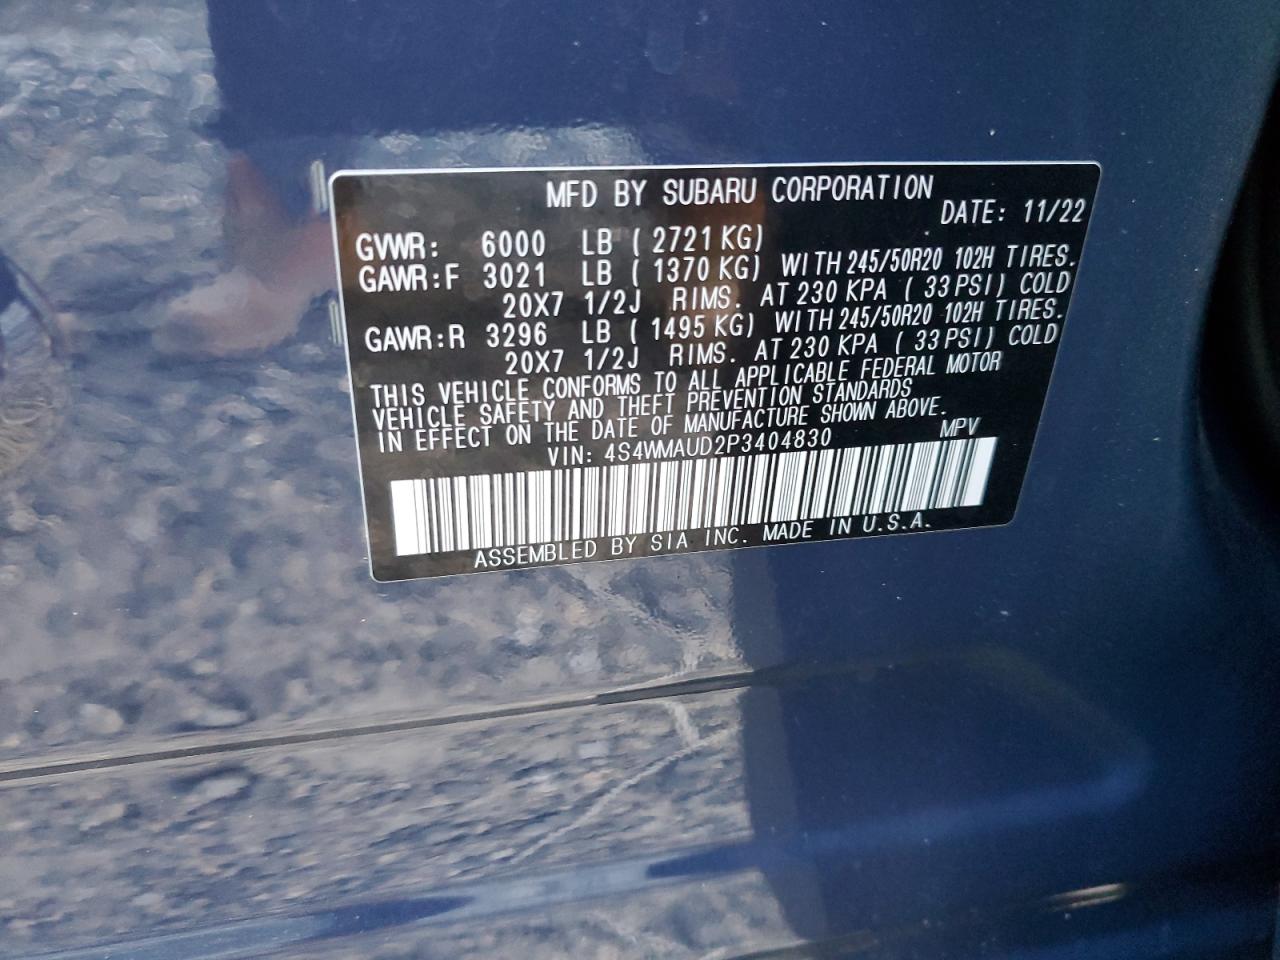 MFD BY SUBARU CORPORATION
DATE: 11/22
GVWR: 6000 LB ( 2721 KG)
GAWR:F 3021 LB ( 1370 KG) WITH 245/50R20 102H TIRES.
20X7 1/2J RIMS. AT 230 KPA ( 33 PSI) COLD
GAWR:R 3296 LB ( 1495 KG) WITH 245/50R20 102H TIRES.
20X7 1/2J RIMS. AT 230 KPA ( 33 PSI) COLD
THIS VEHICLE CONFORMS TO ALL APPLICABLE FEDERAL MOTOR
VEHICLE SAFETY AND THEFT PREVENTION STANDARDS
IN EFFECT ON THE DATE OF MANUFACTURE SHOWN ABOVE.
VIN: 4S4WMAUD2P3404830 MPV
ASSEMBLED BY SIA INC. MADE IN U.S.A.